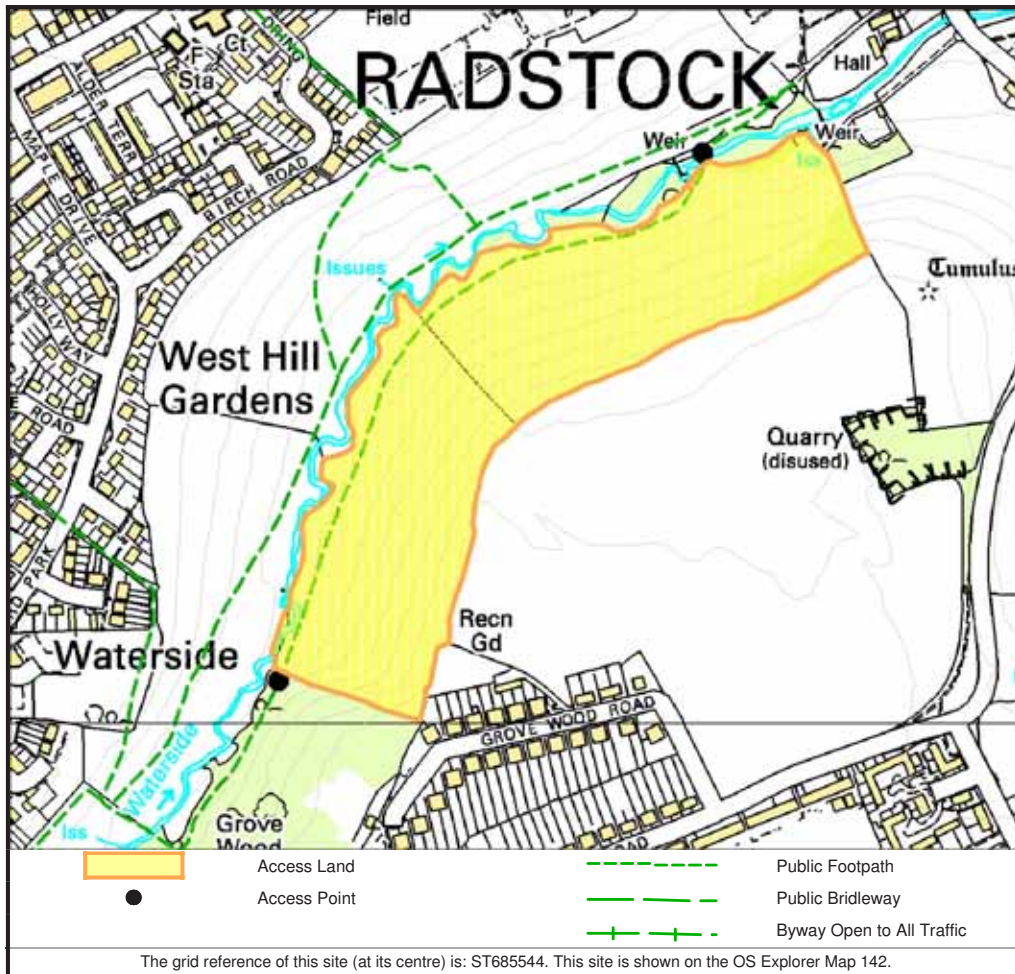 Field
DRING
Ct
F
Sta
RADSTOCK
Hall
ALDER TERR
MAPLE DRIVE
BIRCH ROAD
Weir
Weir
Iss
Issues
Tumulus
HOLLY WAY
West Hill
Gardens
ROAD
Quarry
(disused)
PARK
Recn
Gd
Waterside
GROVE WOOD ROAD
Waterside
Iss
Grove
Wood
Access Land
Public Footpath
Access Point
Public Bridleway
Byway Open to All Traffic
The grid reference of this site (at its centre) is: ST685544. This site is shown on the OS Explorer Map 142.